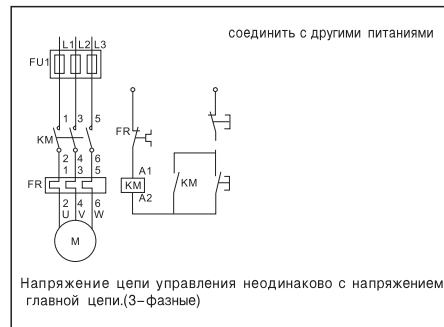 соединить с другими питаниями
L1 L2 L3
FU1
1 3 5
KM
2 4 6
1 3 5
FR
2 4 6
U V W
M
FR
A1
KM
A2
KM
Напряжение цепи управления неодинаково с напряжением
главной цепи.(3–фазные)